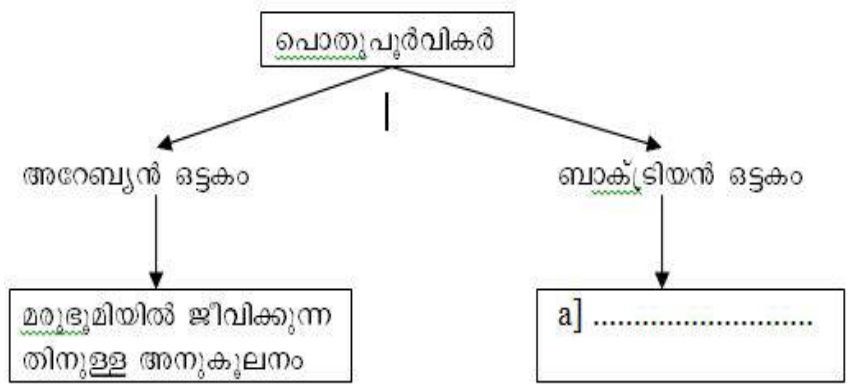 പൊതുപൂർവികർ
അറേബ്യൻ ഒട്ടകം
ബാക്ട്രിയൻ ഒട്ടകം
മരുഭൂമിയിൽ ജീവിക്കുന്ന
തിനുള്ള അനുകൂലനം
a] ...........................